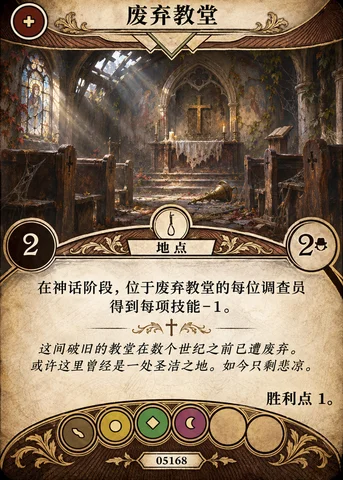 废弃教堂
2
地点
2
在神话阶段，位于废弃教堂的每位调查员
得到每项技能-1。
这间破旧的教堂在数个世纪之前已遭废弃。
或许这里曾经是一处圣洁之地。如今只剩悲凉。
胜利点 1。
05168